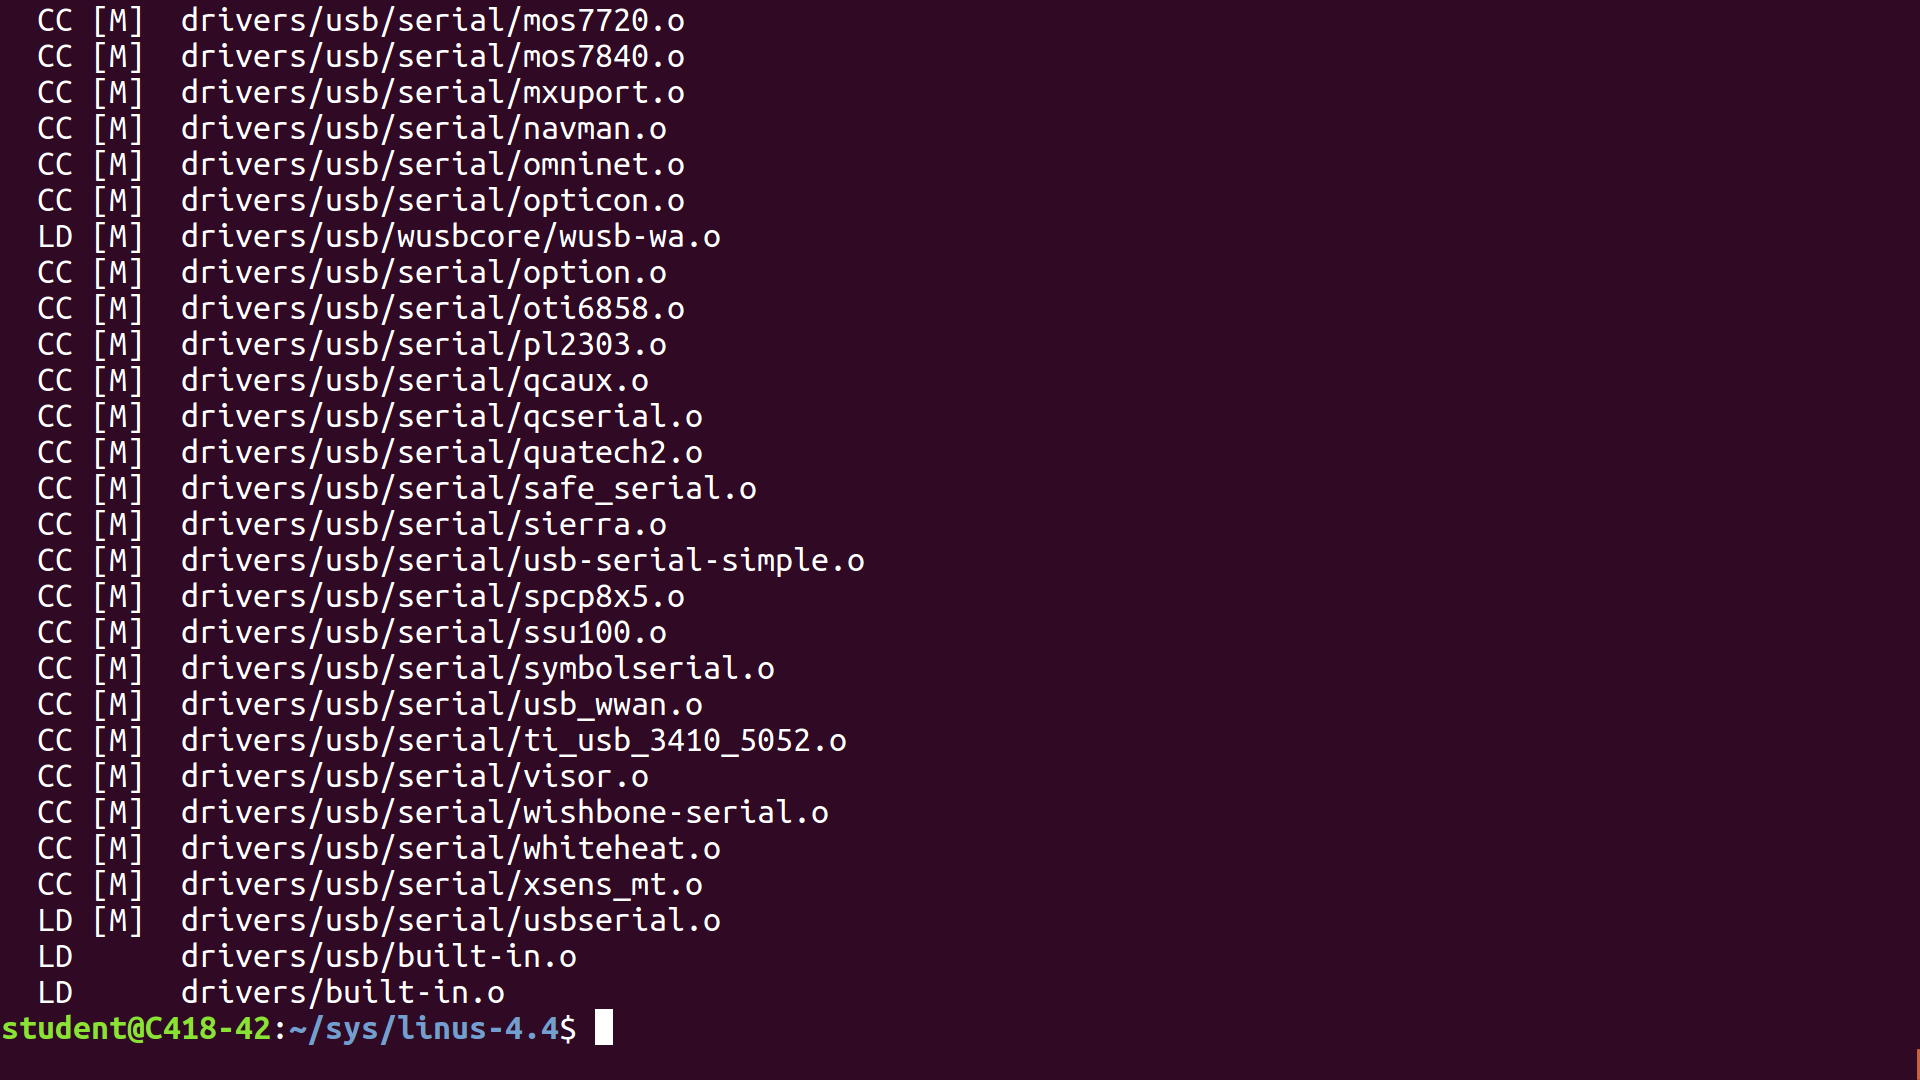 CC [M]  drivers/usb/serial/mos7720.o
CC [M]  drivers/usb/serial/mos7840.o
CC [M]  drivers/usb/serial/mxuport.o
CC [M]  drivers/usb/serial/navman.o
CC [M]  drivers/usb/serial/omninet.o
CC [M]  drivers/usb/serial/opticon.o
LD [M]  drivers/usb/wusbcore/wusb-wa.o
CC [M]  drivers/usb/serial/option.o
CC [M]  drivers/usb/serial/oti6858.o
CC [M]  drivers/usb/serial/pl2303.o
CC [M]  drivers/usb/serial/qcaux.o
CC [M]  drivers/usb/serial/qcserial.o
CC [M]  drivers/usb/serial/quatech2.o
CC [M]  drivers/usb/serial/safe_serial.o
CC [M]  drivers/usb/serial/sierra.o
CC [M]  drivers/usb/serial/usb-serial-simple.o
CC [M]  drivers/usb/serial/spcp8x5.o
CC [M]  drivers/usb/serial/ssu100.o
CC [M]  drivers/usb/serial/symbolserial.o
CC [M]  drivers/usb/serial/usb_wwan.o
CC [M]  drivers/usb/serial/ti_usb_3410_5052.o
CC [M]  drivers/usb/serial/visor.o
CC [M]  drivers/usb/serial/wishbone-serial.o
CC [M]  drivers/usb/serial/whiteheat.o
CC [M]  drivers/usb/serial/xsens_mt.o
LD [M]  drivers/usb/serial/usbserial.o
LD      drivers/usb/built-in.o
LD      drivers/built-in.o
student@C418-42:~/sys/linus-4.4$